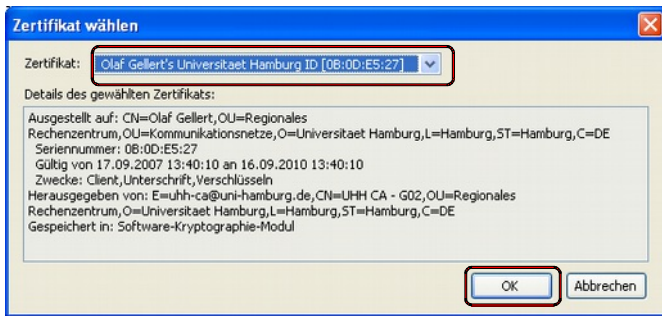 Zertifikat wählen
Zertifikat: Olaf Gellert's Universitaet Hamburg ID [0B:0D:E5:27]
Details des gewählten Zertifikats:
Ausgestellt auf: CN=Olaf Gellert,OU=Regionales
Rechenzentrum,OU=Kommunikationsnetze,O=Universitaet Hamburg,L=Hamburg,ST=Hamburg,C=DE
Seriennummer: 0B:0D:E5:27
Gültig von 17.09.2007 13:40:10 an 16.09.2010 13:40:10
Zwecke: Client,Unterschrift,Verschlüsseln
Herausgegeben von: E=uhh-ca@uni-hamburg.de,CN=UHH CA - G02,OU=Regionales
Rechenzentrum,O=Universitaet Hamburg,L=Hamburg,ST=Hamburg,C=DE
Gespeichert in: Software-Kryptographie-Modul
OK Abbrechen